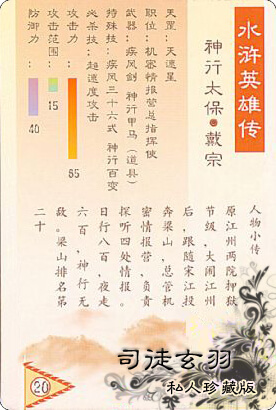 水浒英雄传
神行太保●戴宗
天罡：天速星
职位：机密情报营总指挥使
武器：疾风剑 神行甲马（道具）
特殊技：疾风三十六式 神行百变
必杀技：超速度攻击
攻击力：
85
攻击范围：
15
防御力：
40
人物小传●
原江州两院押狱
节级，大闹江州
后，跟随宋江投
奔梁山，总管机
密情报营，负责
探听四处情报。
日行八百，夜走
六百，神行无
敌。梁山排名第
二十
20
司徒玄羽
私人珍藏版